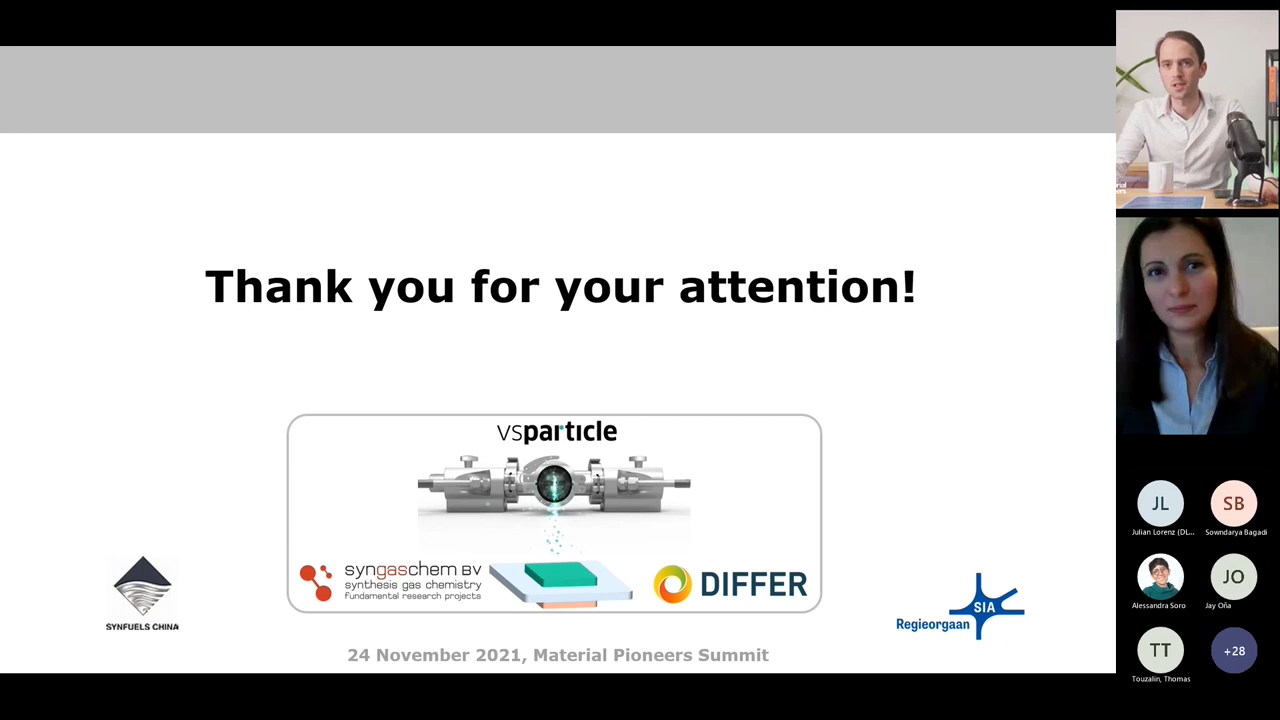 Thank you for your attention!
vsparticle
syngaschem BV
synthesis gas chemistry
fundamental research projects
DIFFER
SYNFUELS CHINA
SIA
Regieorgaan
24 November 2021, Material Pioneers Summit
JL
Julian Lorenz (DL...
SB
Sowndarya Bagadi
Alessandra Soro
JO
Jay Oña
TT
Touzalin, Thomas
+28